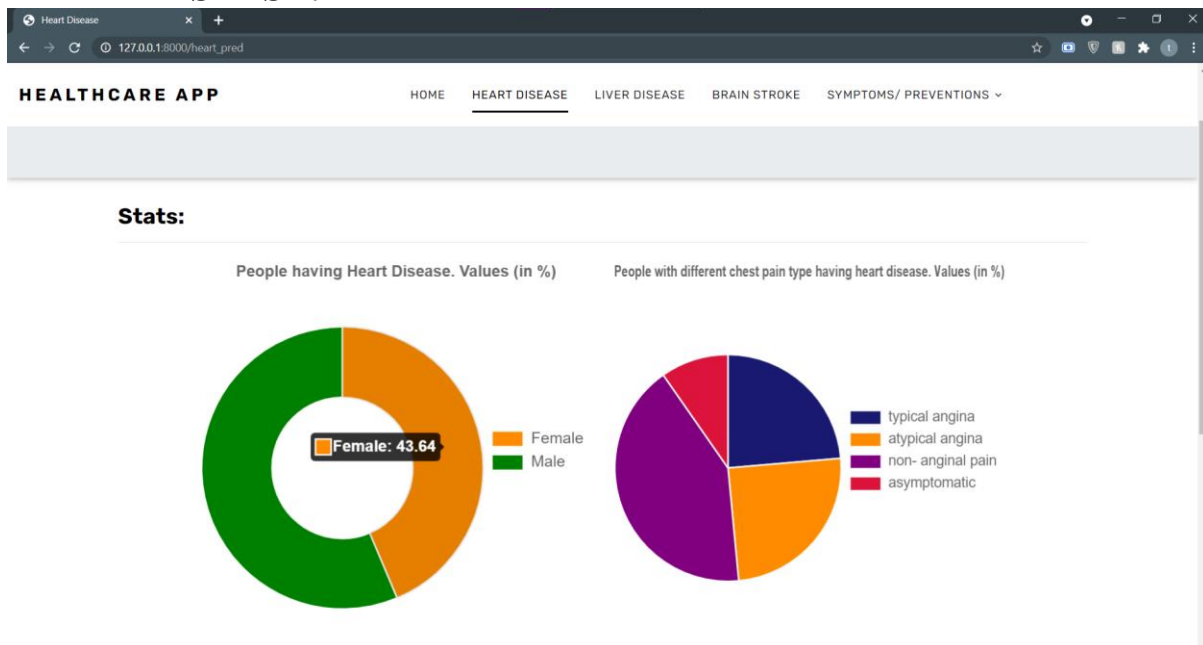 Heart Disease
127.0.0.1:8000/heart_pred
HEALTHCARE APP
HOME HEART DISEASE LIVER DISEASE BRAIN STROKE SYMPTOMS/ PREVENTIONS
Stats:
People having Heart Disease. Values (in %)
Female: 43.64
Female
Male
People with different chest pain type having heart disease. Values (in %)
typical angina
atypical angina
non- anginal pain
asymptomatic